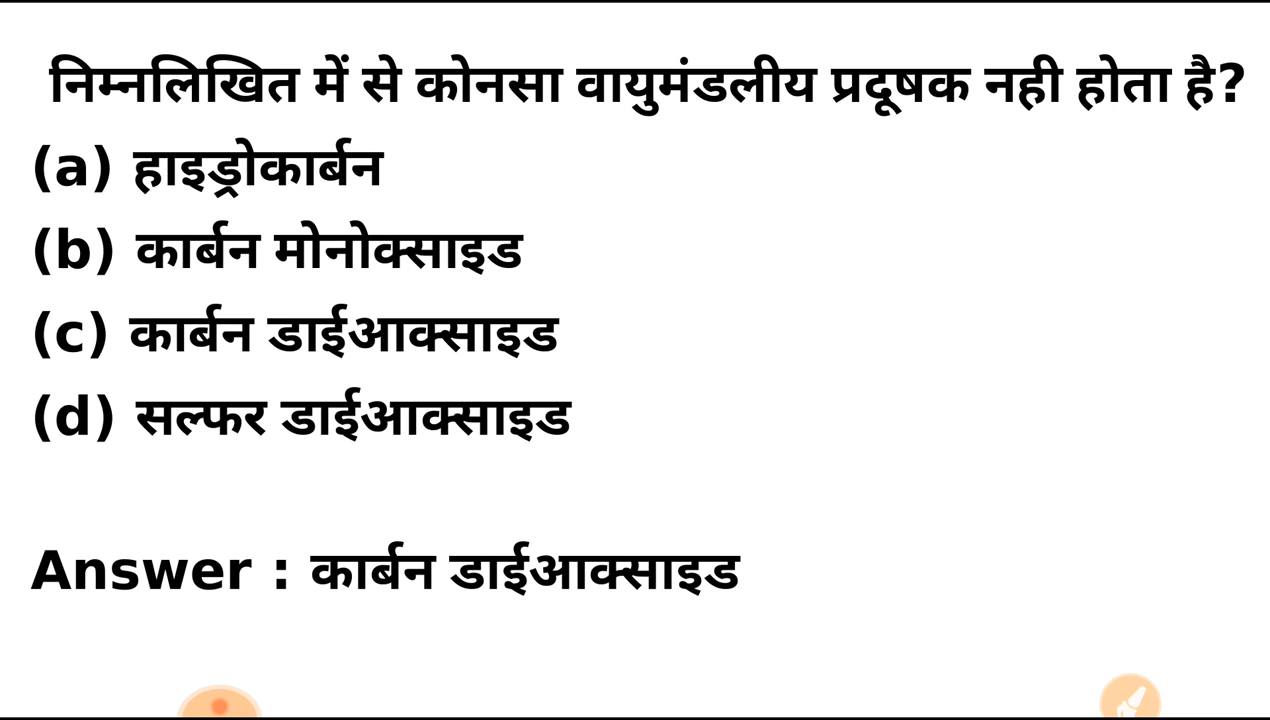 निम्नलिखित में से कोनसा वायुमंडलीय प्रदूषक नही होता है?
(a) हाइड्रोकार्बन
(b) कार्बन मोनोक्साइड
(c) कार्बन डाईआक्साइड
(d) सल्फर डाईआक्साइड
Answer : कार्बन डाईआक्साइड